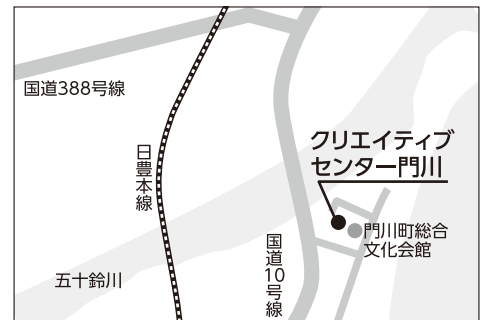 国道388号線
クリエイティブ
センター門川
日豊本線
門川町総合
文化会館
国道10号線
五十鈴川